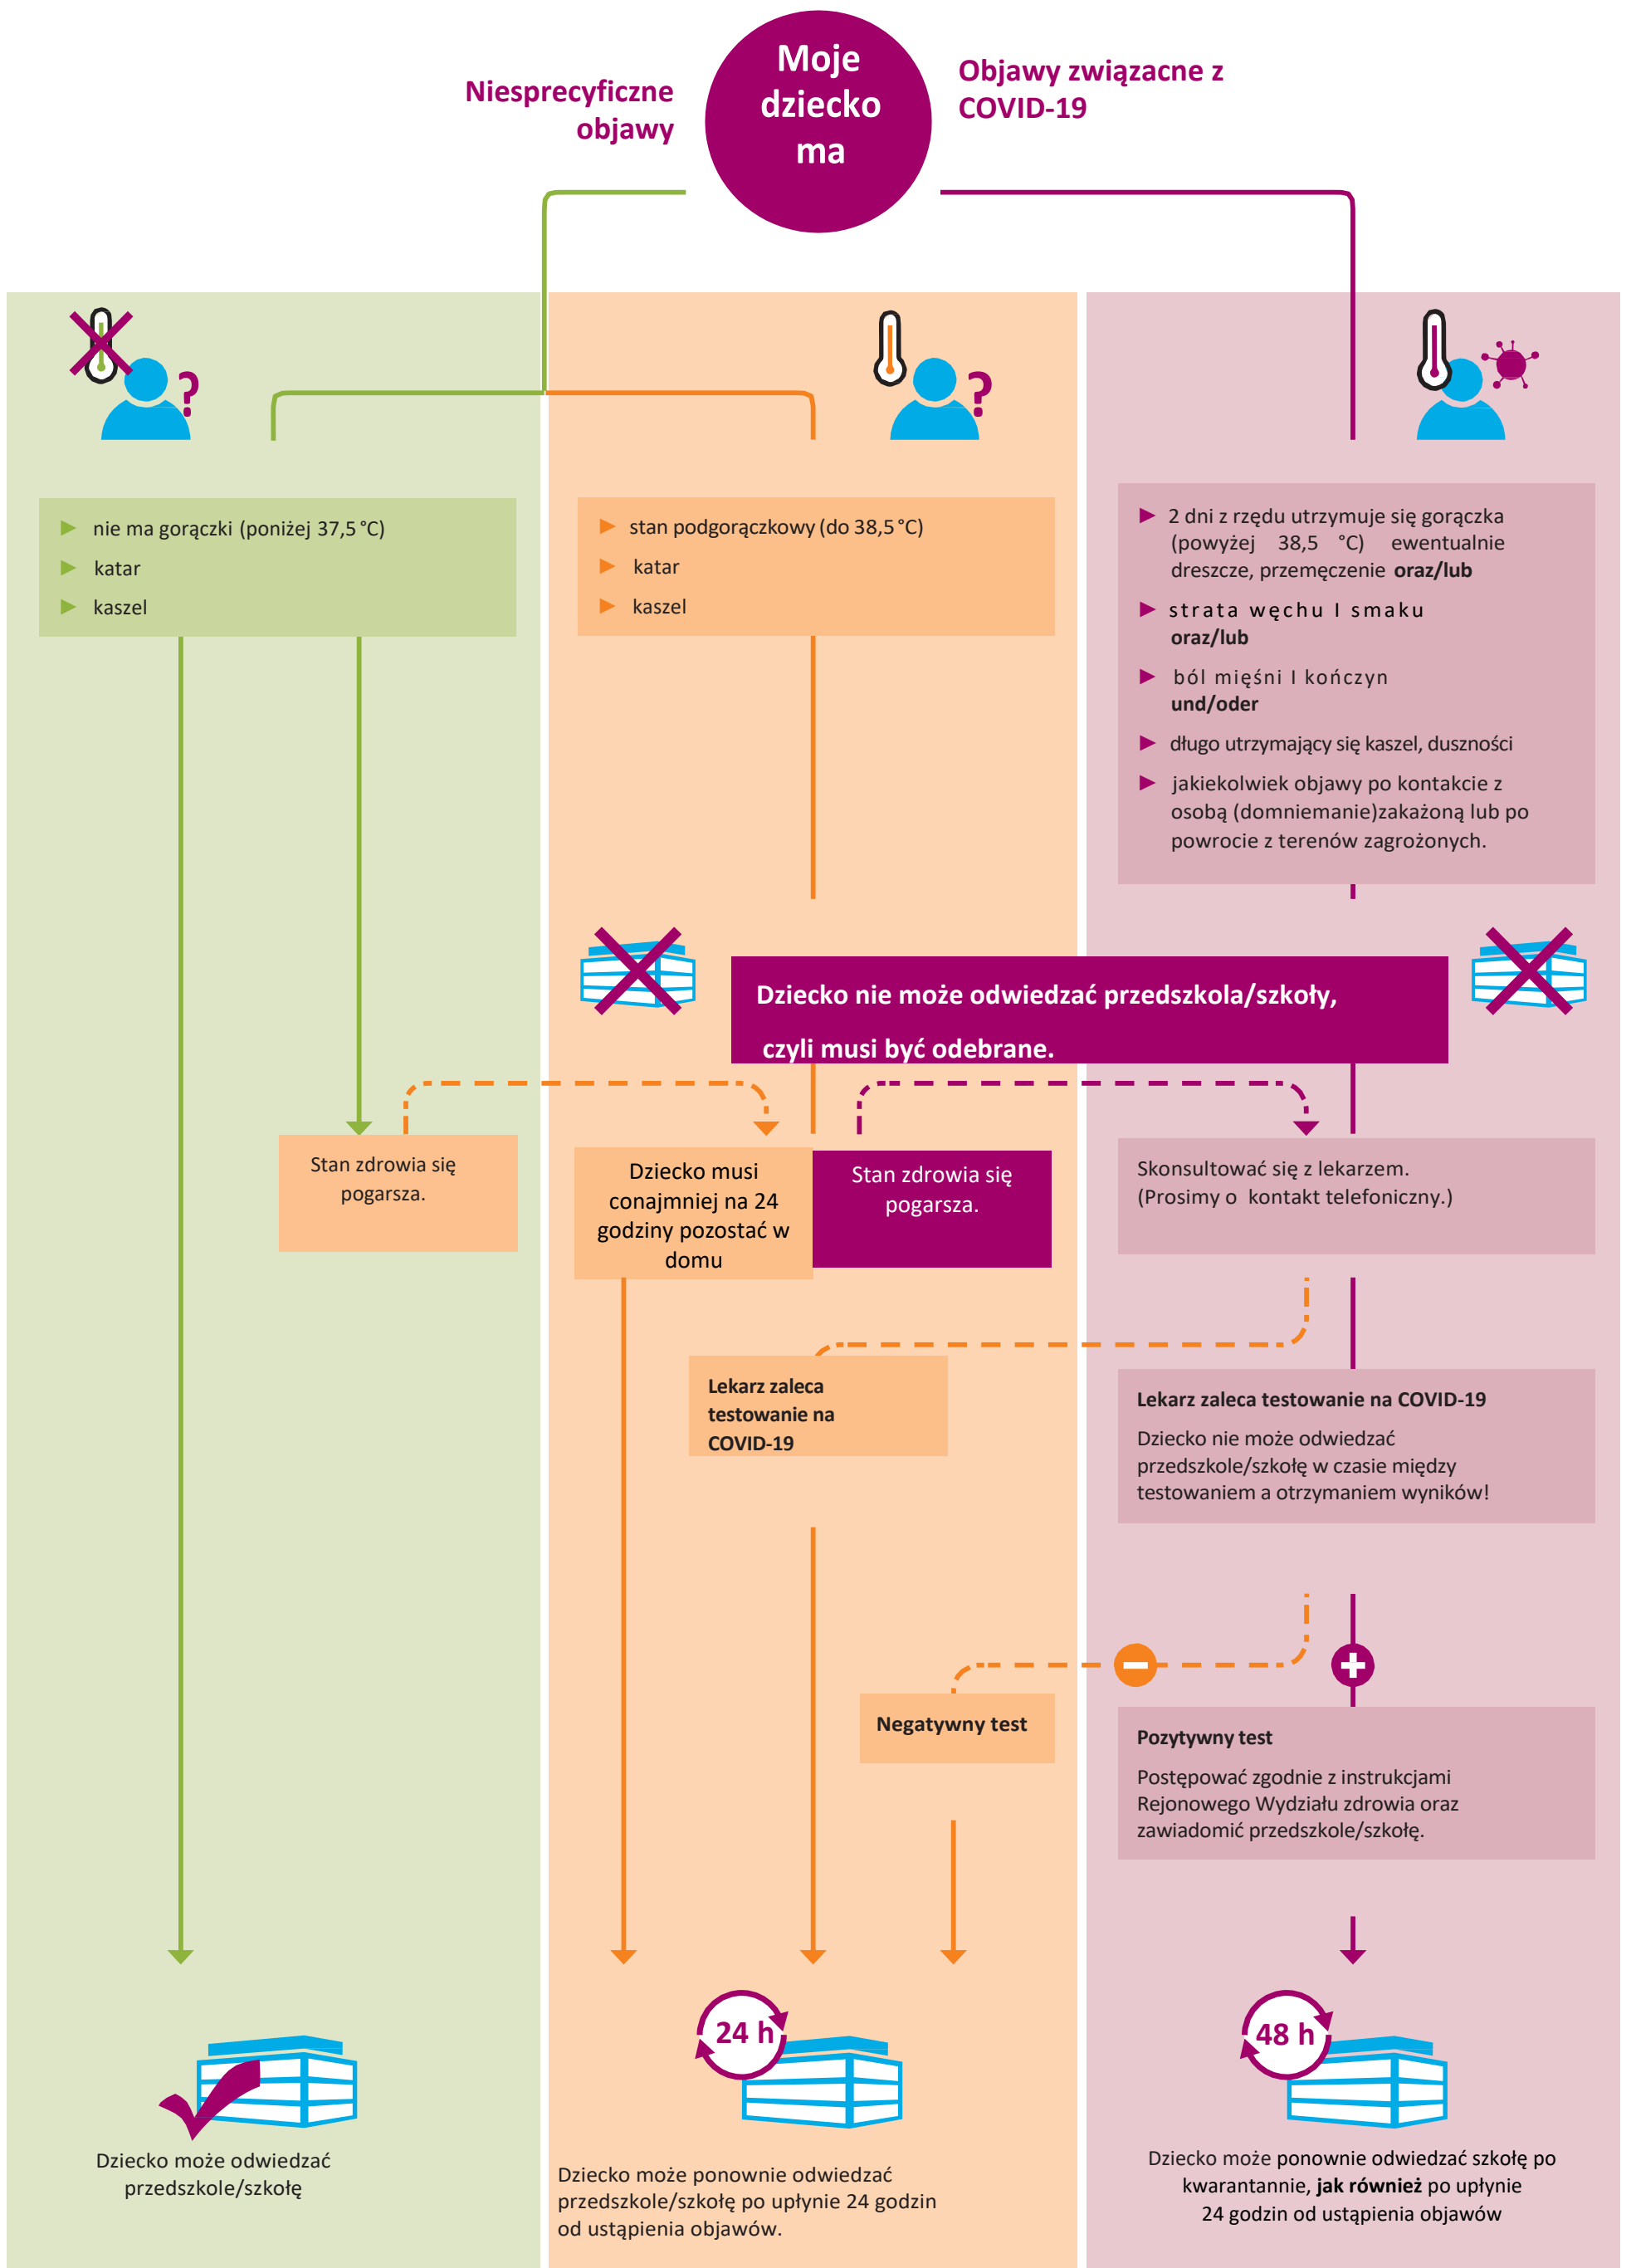 Moje
dziecko
ma
Niesprecyficzne
objawy
Objawy związacne z
COVID-19
?
?
nie ma gorączki (poniżej 37,5 °C)
katar
kaszel
stan podgorączkowy (do 38,5 °C)
katar
kaszel
2 dni z rzędu utrzymuje się gorączka
(powyżej 38,5 °C) ewentualnie
dreszcze, przemęczenie oraz/lub
strata węchu I smaku
oraz/lub
ból mięśni I kończyn
und/oder
długo utrzymający się kaszel, duszności
jakiekolwiek objawy po kontakcie z
osobą (domniemanie)zakażoną lub po
powrocie z terenów zagrożonych.
Dziecko nie może odwiedzać przedszkola/szkoły,
czyli musi być odebrane.
Stan zdrowia się
pogarsza.
Dziecko musi
conajmniej na 24
godziny pozostać w
domu
Stan zdrowia się
pogarsza.
Skonsultować się z lekarzem.
(Prosimy o kontakt telefoniczny.)
Lekarz zaleca
testowanie na
COVID-19
Lekarz zaleca testowanie na COVID-19
Dziecko nie może odwiedzać
przedszkole/szkołę w czasie między
testowaniem a otrzymaniem wyników!
Negatywny test
Pozytywny test
Postępować zgodnie z instrukcjami
Rejonowego Wydziału zdrowia oraz
zawiadomić przedszkole/szkołę.
24 h
48 h
Dziecko może odwiedzać
przedszkole/szkołę
Dziecko może ponownie odwiedzać
przedszkole/szkołę po upłynie 24 godzin
od ustąpienia objawów.
Dziecko może ponownie odwiedzać szkołę po
kwarantannie, jak również po upłynie
24 godzin od ustąpienia objawów